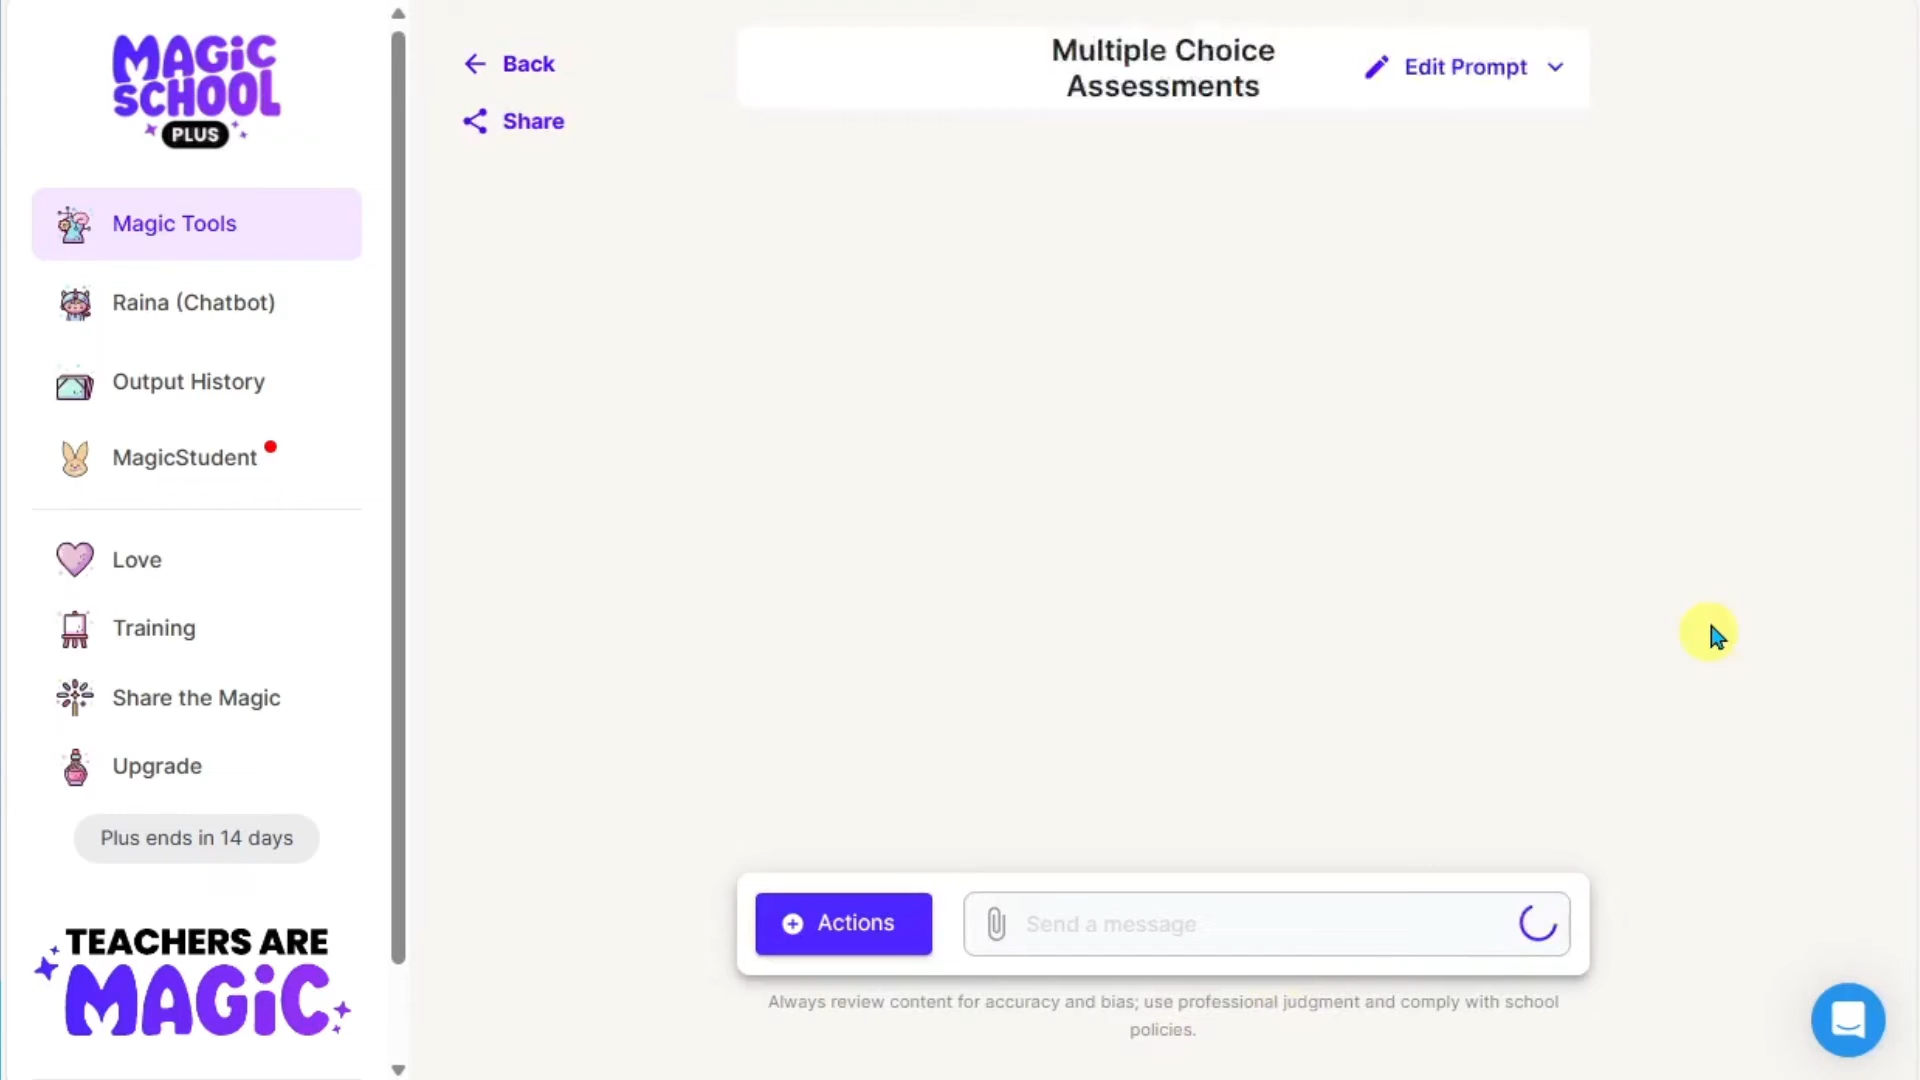 MAGiC
SCHOOL
PLUS
Magic Tools
Raina (Chatbot)
Output History
MagicStudent
Love
Training
Share the Magic
Upgrade
Plus ends in 14 days
TEACHERS ARE
MAGiC
Back
Share
Multiple Choice
Assessments
Edit Prompt
Actions
Send a message
Always review content for accuracy and bias; use professional judgment and comply with school
policies.